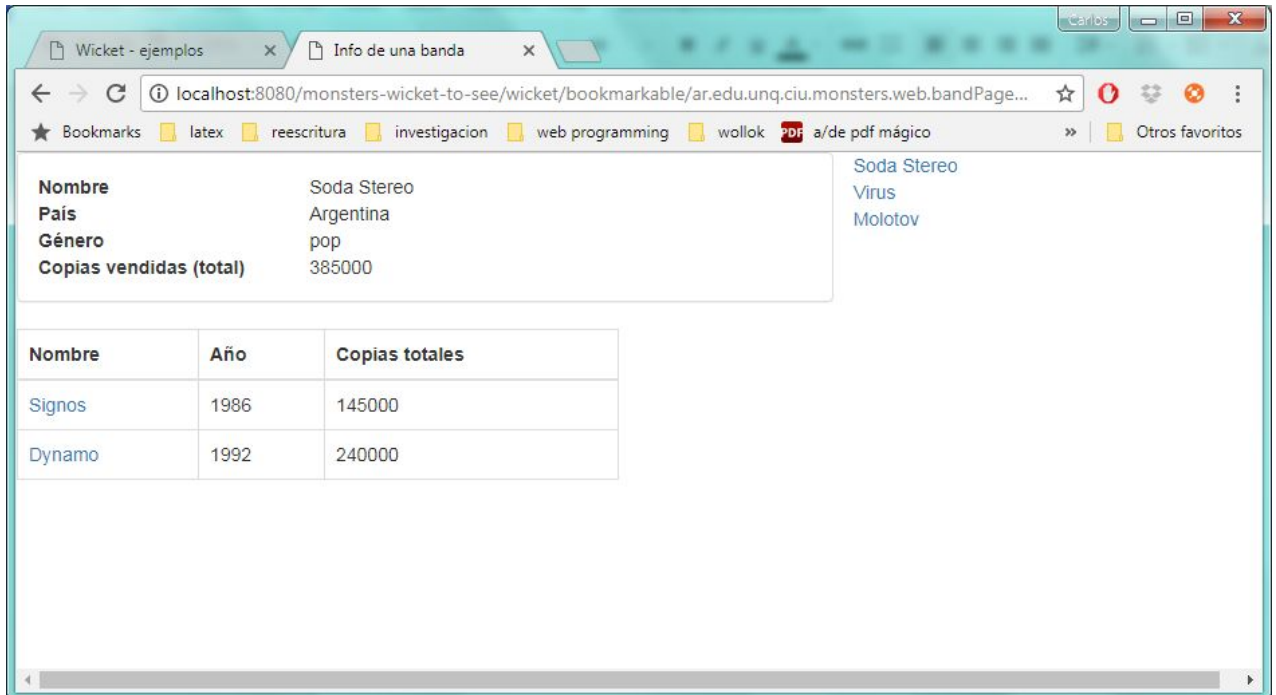 Carlos
Wicket - ejemplos
Info de una banda
localhost:8080/monsters-wicket-to-see/wicket/bookmarkable/ar.edu.unq.ciu.monsters.web.bandPage...
Bookmarks latex reescritura investigacion web programming wollok PDF a/de pdf mágico » Otros favoritos
Nombre Soda Stereo
País Argentina
Género pop
Copias vendidas (total) 385000
Soda Stereo
Virus
Molotov
Nombre Año Copias totales
Signos 1986 145000
Dynamo 1992 240000